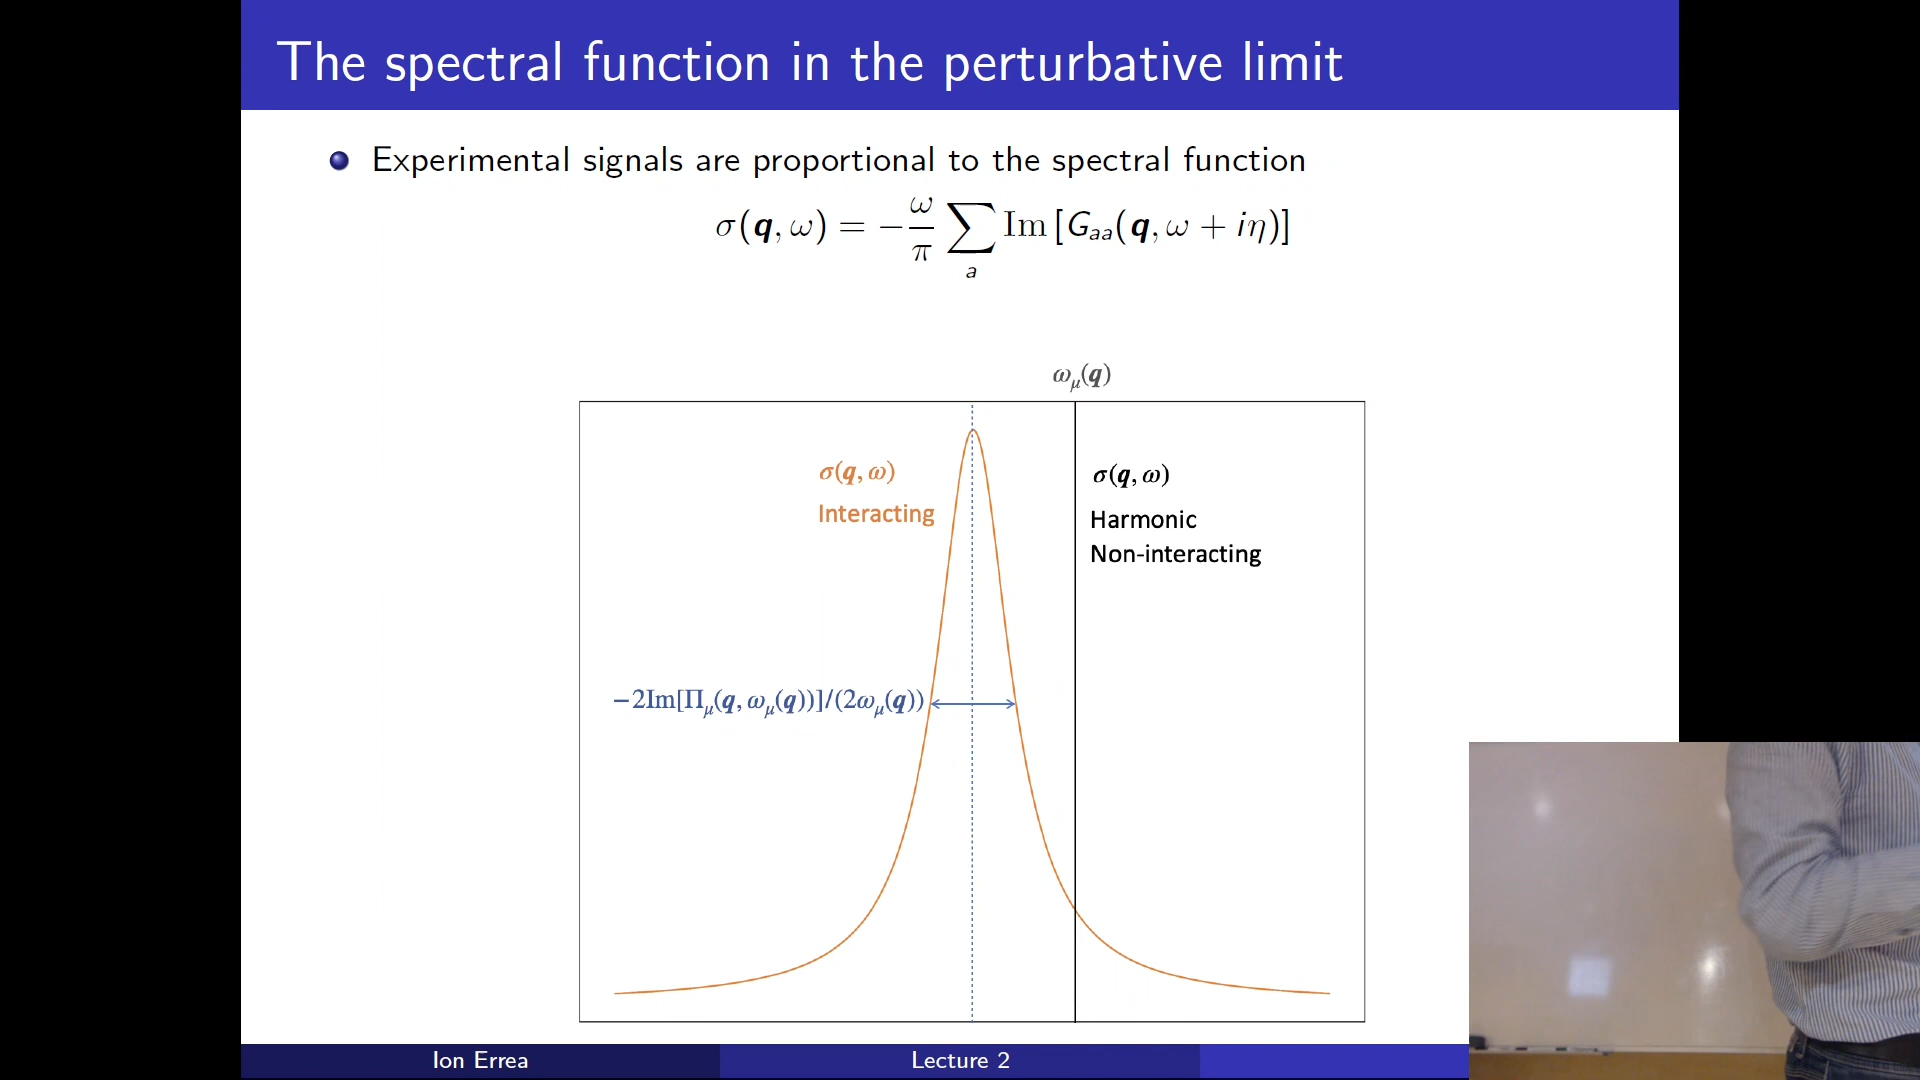 The spectral function in the perturbative limit
Experimental signals are proportional to the spectral function
σ(q, ω) = −ω/π ∑_a Im [G_aa(q, ω + iη)]
ω_μ(q)
σ(q, ω)
Interacting
σ(q, ω)
Harmonic
Non-interacting
−2Im[Π_μ(q, ω_μ(q))]/(2ω_μ(q))
Ion Errea
Lecture 2